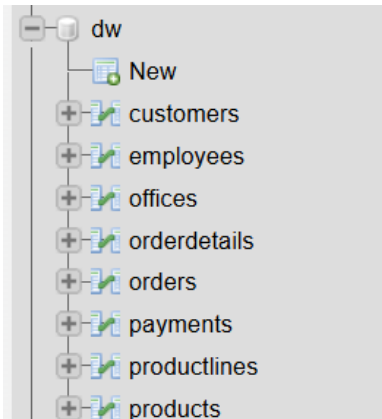 dw
New
customers
employees
offices
orderdetails
orders
payments
productlines
products